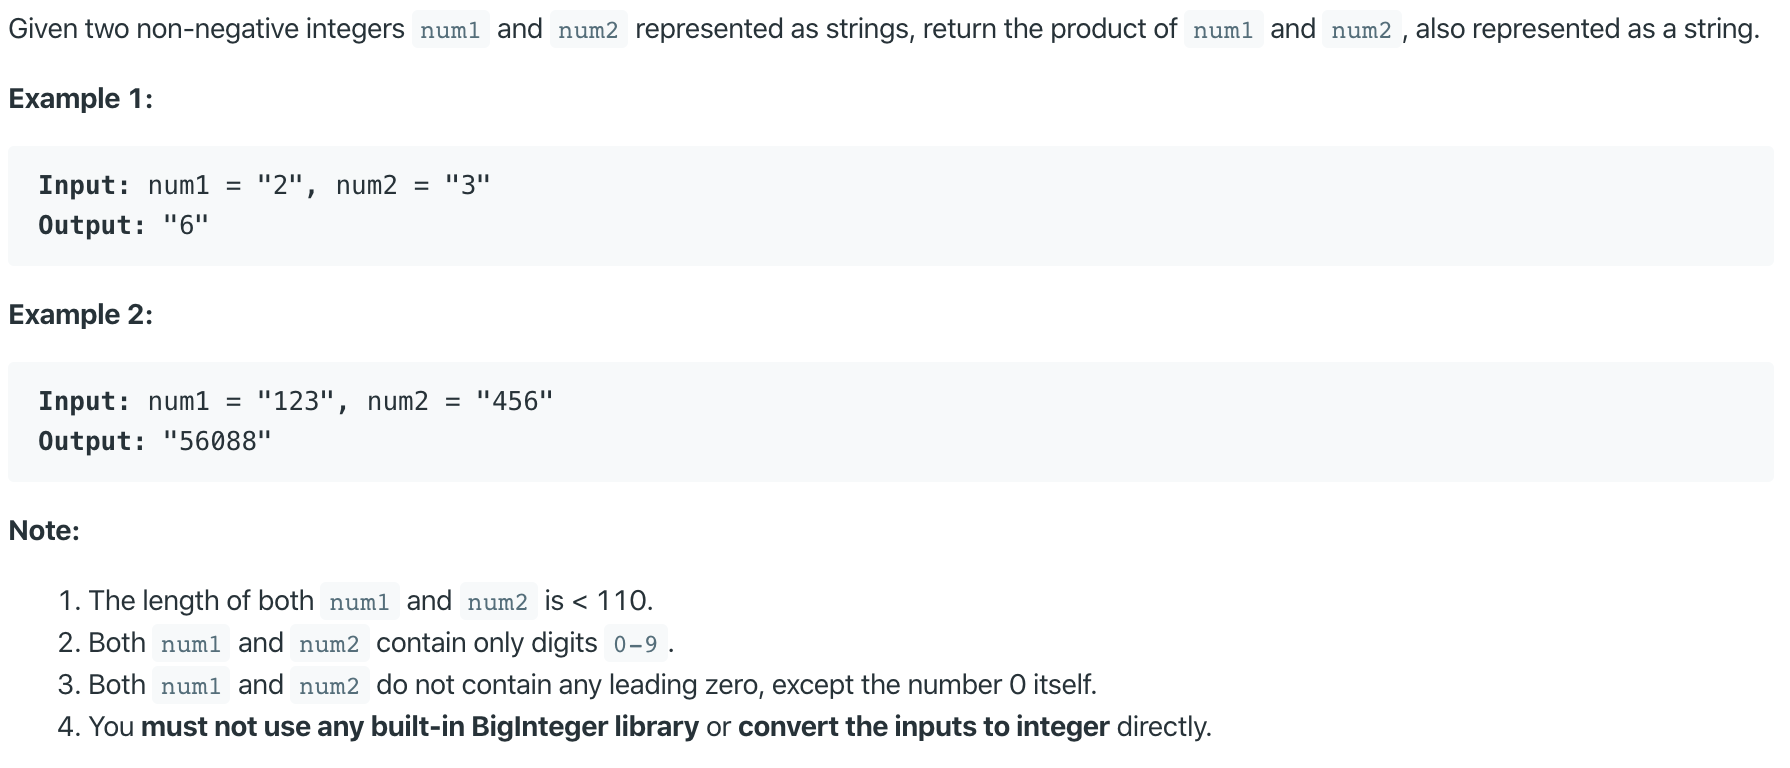 Given two non-negative integers num1 and num2 represented as strings, return the product of num1 and num2 , also represented as a string.
Example 1:
Input: num1 = "2", num2 = "3"
Output: "6"
Example 2:
Input: num1 = "123", num2 = "456"
Output: "56088"
Note:
1. The length of both num1 and num2 is < 110.
2. Both num1 and num2 contain only digits 0-9 .
3. Both num1 and num2 do not contain any leading zero, except the number 0 itself.
4. You must not use any built-in BigInteger library or convert the inputs to integer directly.